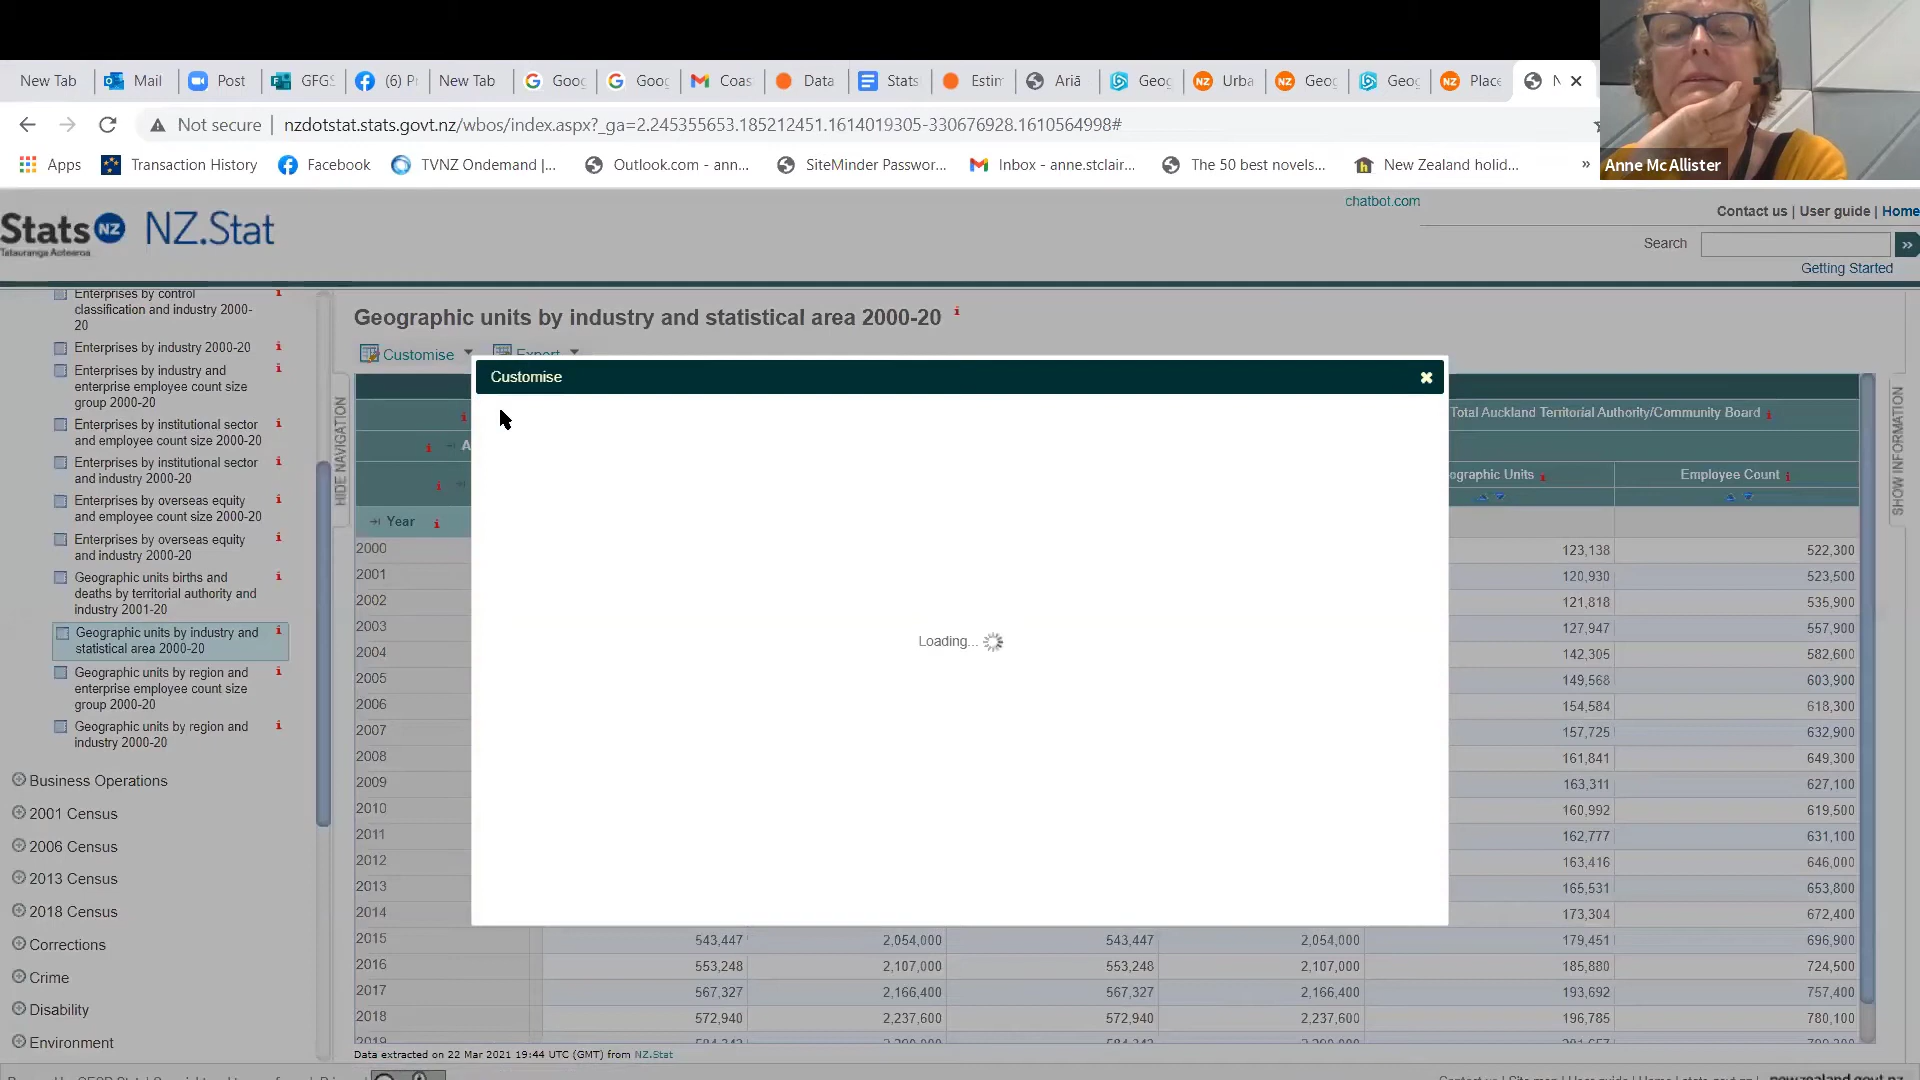 New Tab Mail Post GFGS (6) New Tab Goog Goog Coas Data Stats Estim Ariā Geog Urba Geog Geog Place
Not secure | nzdotstat.stats.govt.nz/wbos/index.aspx?_ga=2.245355653.185212451.1614019305-330676928.1610564998#
Apps Transaction History Facebook TVNZ Ondemand |... Outlook.com - ann... SiteMinder Passwor... Inbox - anne.stclair... The 50 best novels... New Zealand holid... »
Anne McAllister
chatbot.com
Stats NZ NZ.Stat
Tatauranga Aotearoa
Contact us | User guide | Home
Search »
Getting Started
Enterprises by control
classification and industry 2000-
20
Enterprises by industry 2000-20
Enterprises by industry and
enterprise employee count size
group 2000-20
Enterprises by institutional sector
and employee count size 2000-20
Enterprises by institutional sector
and industry 2000-20
Enterprises by overseas equity
and employee count size 2000-20
Enterprises by overseas equity
and industry 2000-20
Geographic units births and
deaths by territorial authority and
industry 2001-20
Geographic units by industry and
statistical area 2000-20
Geographic units by region and
enterprise employee count size
group 2000-20
Geographic units by region and
industry 2000-20
Business Operations
2001 Census
2006 Census
2013 Census
2018 Census
Corrections
Crime
Disability
Environment
HIDE NAVIGATION
Geographic units by industry and statistical area 2000-20
Customise Export
Customise
Loading...
SHOW INFORMATION
Total Auckland Territorial Authority/Community Board
A
ographic Units Employee Count
Year
2000 123,138 522,300
2001 120,930 523,500
2002 121,818 535,900
2003 127,947 557,900
2004 142,305 582,600
2005 149,568 603,900
2006 154,584 618,300
2007 157,725 632,900
2008 161,841 649,300
2009 163,311 627,100
2010 160,992 619,500
2011 162,777 631,100
2012 163,416 646,000
2013 165,531 653,800
2014 173,304 672,400
2015 543,447 2,054,000 543,447 2,054,000 179,451 696,900
2016 553,248 2,107,000 553,248 2,107,000 185,880 724,500
2017 567,327 2,166,400 567,327 2,166,400 193,692 757,400
2018 572,940 2,237,600 572,940 2,237,600 196,785 780,100
2019
Data extracted on 22 Mar 2021 19:44 UTC (GMT) from NZ.Stat